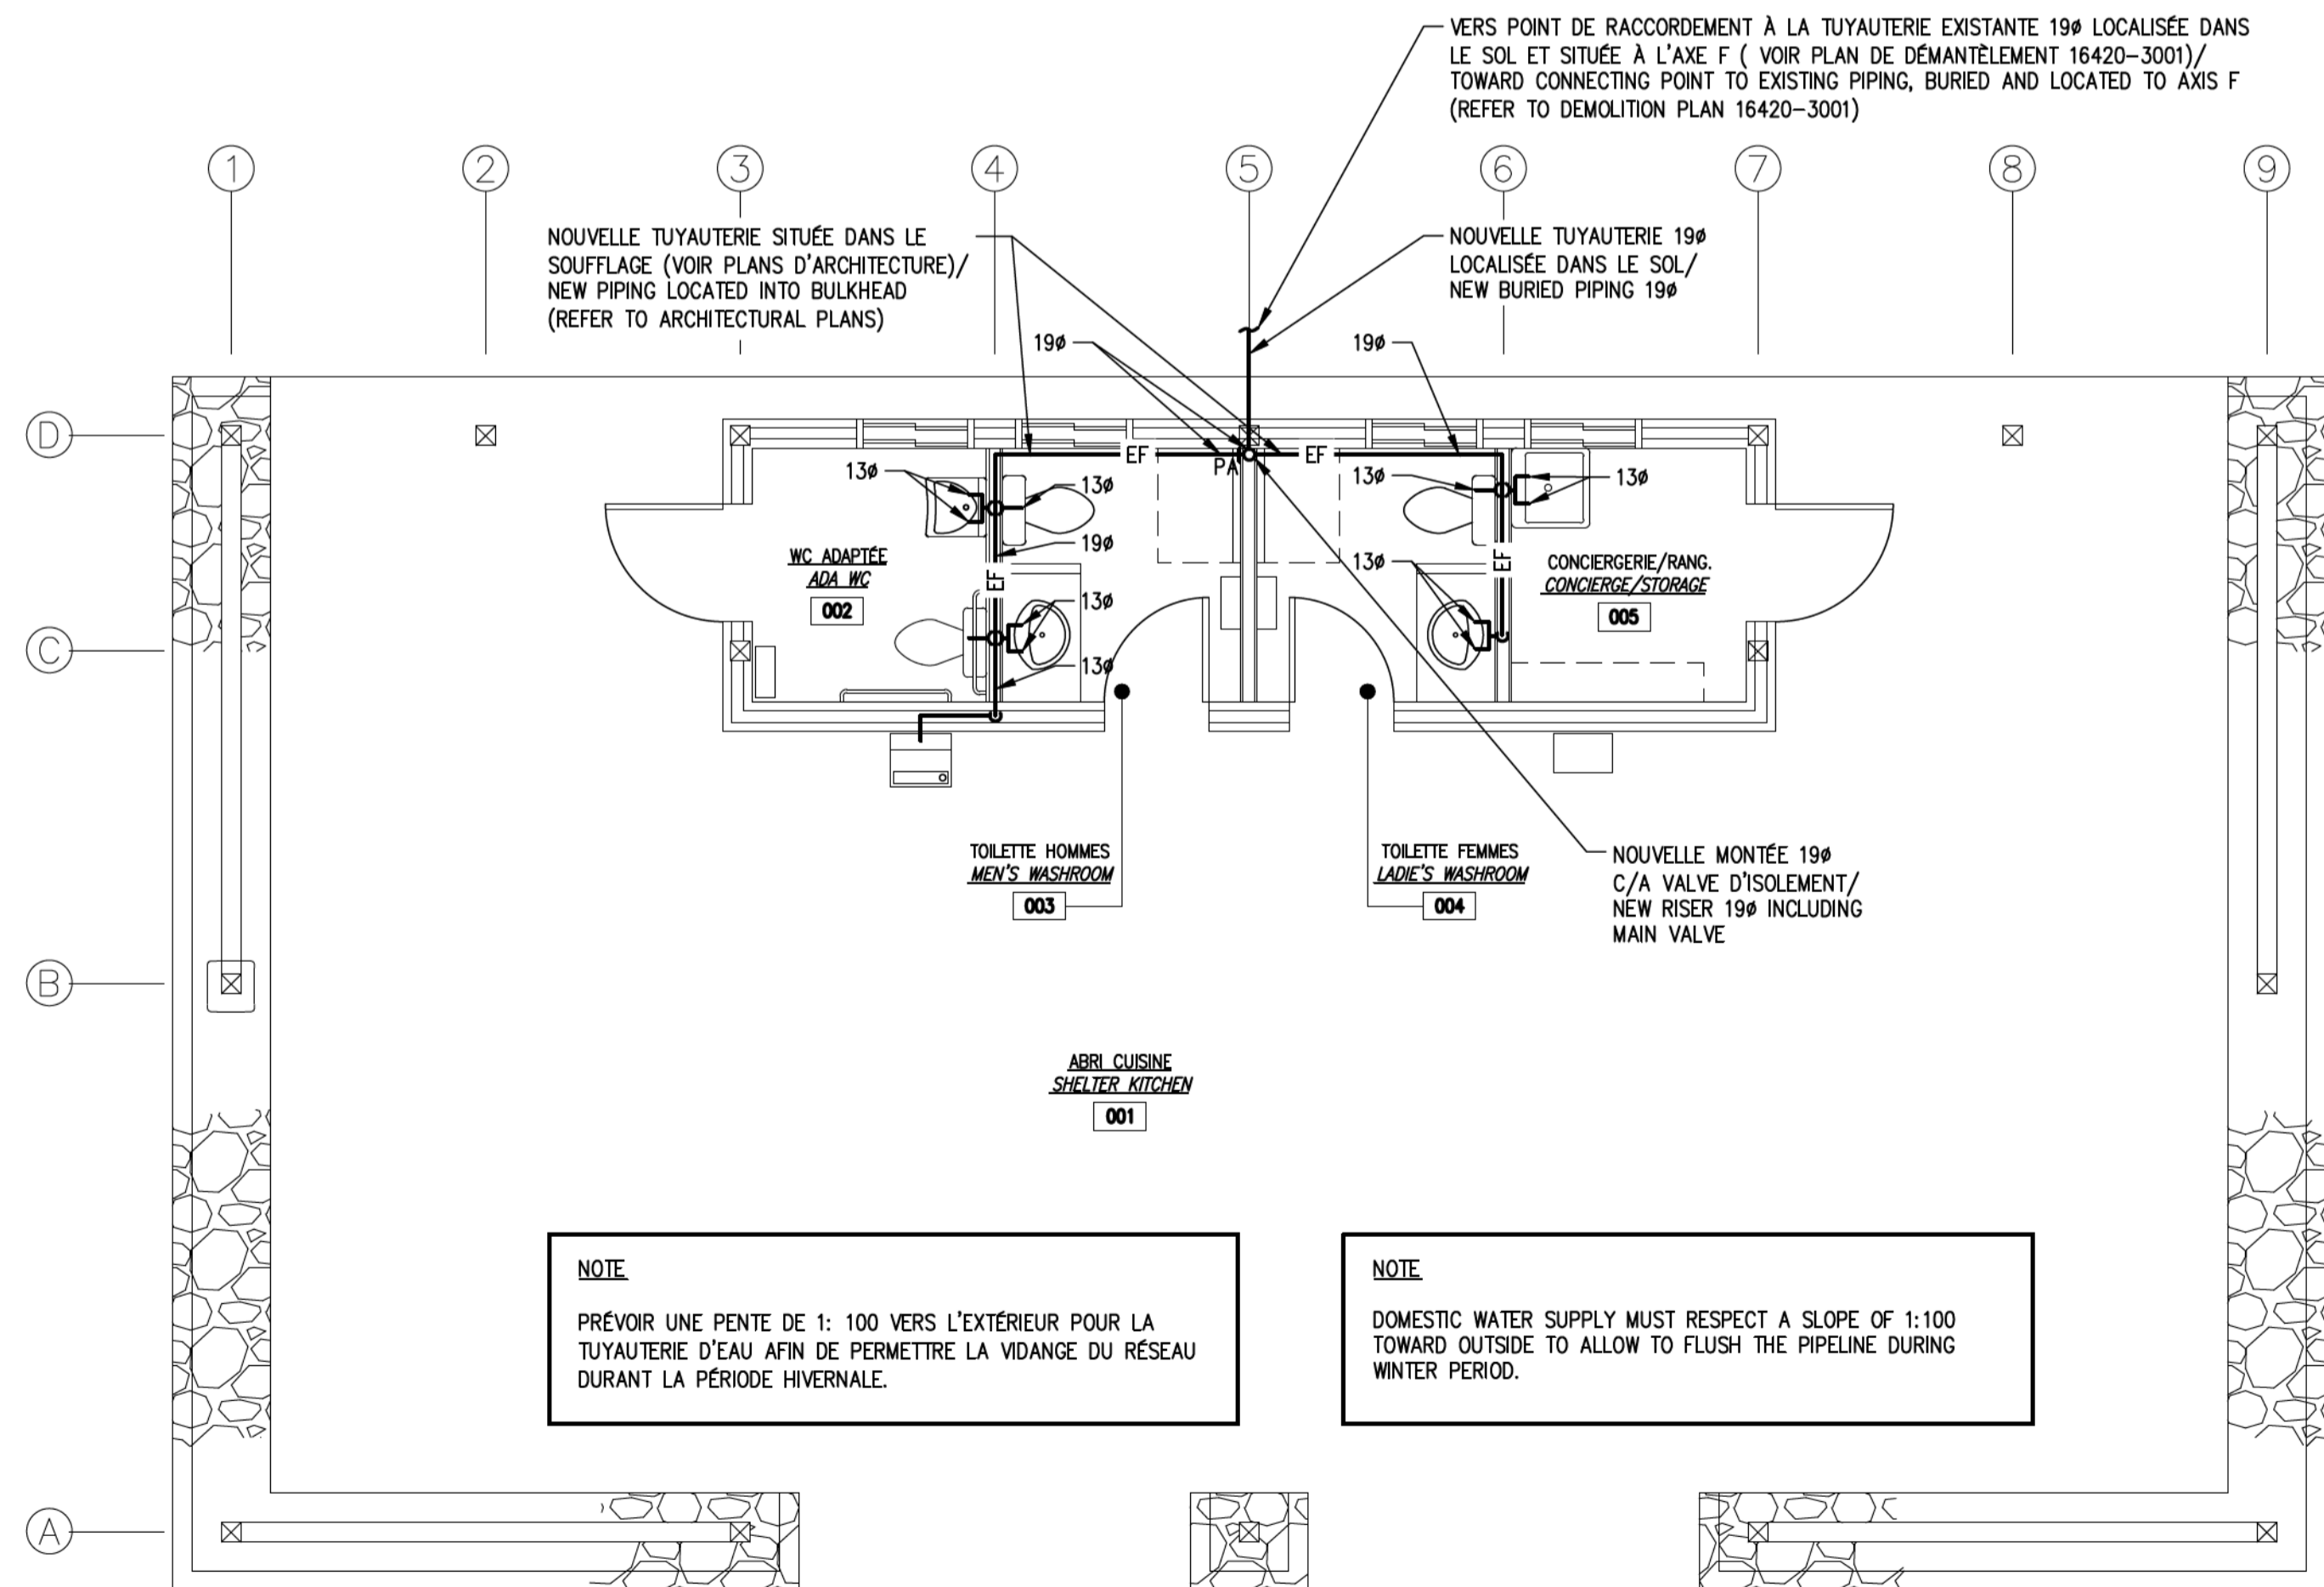 VERS POINT DE RACCORDEMENT À LA TUYAUTERIE EXISTANTE 19ø LOCALISÉE DANS
LE SOL ET SITUÉE À L'AXE F ( VOIR PLAN DE DÉMANTÈLEMENT 16420-3001)/
TOWARD CONNECTING POINT TO EXISTING PIPING, BURIED AND LOCATED TO AXIS F
(REFER TO DEMOLITION PLAN 16420-3001)
1
2
3
4
5
6
7
8
9
NOUVELLE TUYAUTERIE SITUÉE DANS LE
SOUFFLAGE (VOIR PLANS D'ARCHITECTURE)/
NEW PIPING LOCATED INTO BULKHEAD
(REFER TO ARCHITECTURAL PLANS)
NOUVELLE TUYAUTERIE 19ø
LOCALISÉE DANS LE SOL/
NEW BURIED PIPING 19ø
19ø
19ø
D
EF
PA
EF
13ø
13ø
13ø
13ø
19ø
WC ADAPTÉE
ADA WC
002
EF
13ø
13ø
13ø
EF
CONCIERGERIE/RANG.
CONCIERGE/STORAGE
005
C
TOILETTE HOMMES
MEN'S WASHROOM
003
TOILETTE FEMMES
LADIE'S WASHROOM
004
NOUVELLE MONTÉE 19ø
C/A VALVE D'ISOLEMENT/
NEW RISER 19ø INCLUDING
MAIN VALVE
B
ABRI CUISINE
SHELTER KITCHEN
001
NOTE
PRÉVOIR UNE PENTE DE 1: 100 VERS L'EXTÉRIEUR POUR LA
TUYAUTERIE D'EAU AFIN DE PERMETTRE LA VIDANGE DU RÉSEAU
DURANT LA PÉRIODE HIVERNALE.
NOTE
DOMESTIC WATER SUPPLY MUST RESPECT A SLOPE OF 1:100
TOWARD OUTSIDE TO ALLOW TO FLUSH THE PIPELINE DURING
WINTER PERIOD.
A